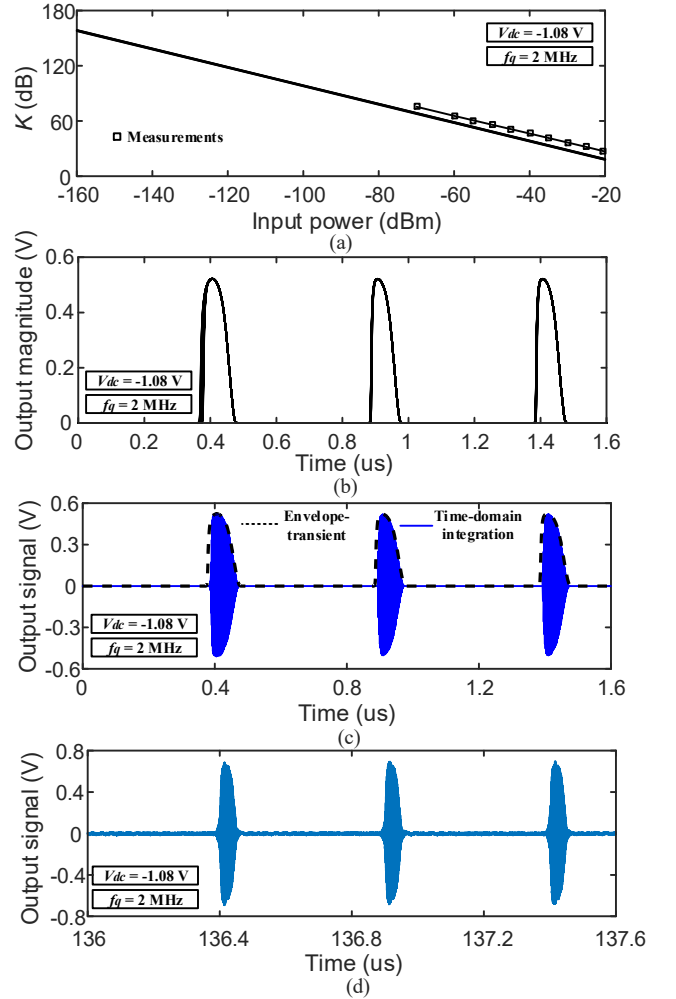 180
120
60
0
K (dB)
Vdc = -1.08 V
fq = 2 MHz
Measurements
-160 -140 -120 -100 -80 -60 -40 -20
Input power (dBm)
(a)
0.6
0.4
0.2
0
Output magnitude (V)
Vdc = -1.08 V
fq = 2 MHz
0 0.2 0.4 0.6 0.8 1 1.2 1.4 1.6
Time (us)
(b)
0.6
0.3
0
-0.3
-0.6
Output signal (V)
Envelope-
transient
Time-domain
integration
Vdc = -1.08 V
fq = 2 MHz
0 0.4 0.8 1.2 1.6
Time (us)
(c)
0.8
0.4
0
-0.4
-0.8
Output signal (V)
Vdc = -1.08 V
fq = 2 MHz
136 136.4 136.8 137.2 137.6
Time (us)
(d)